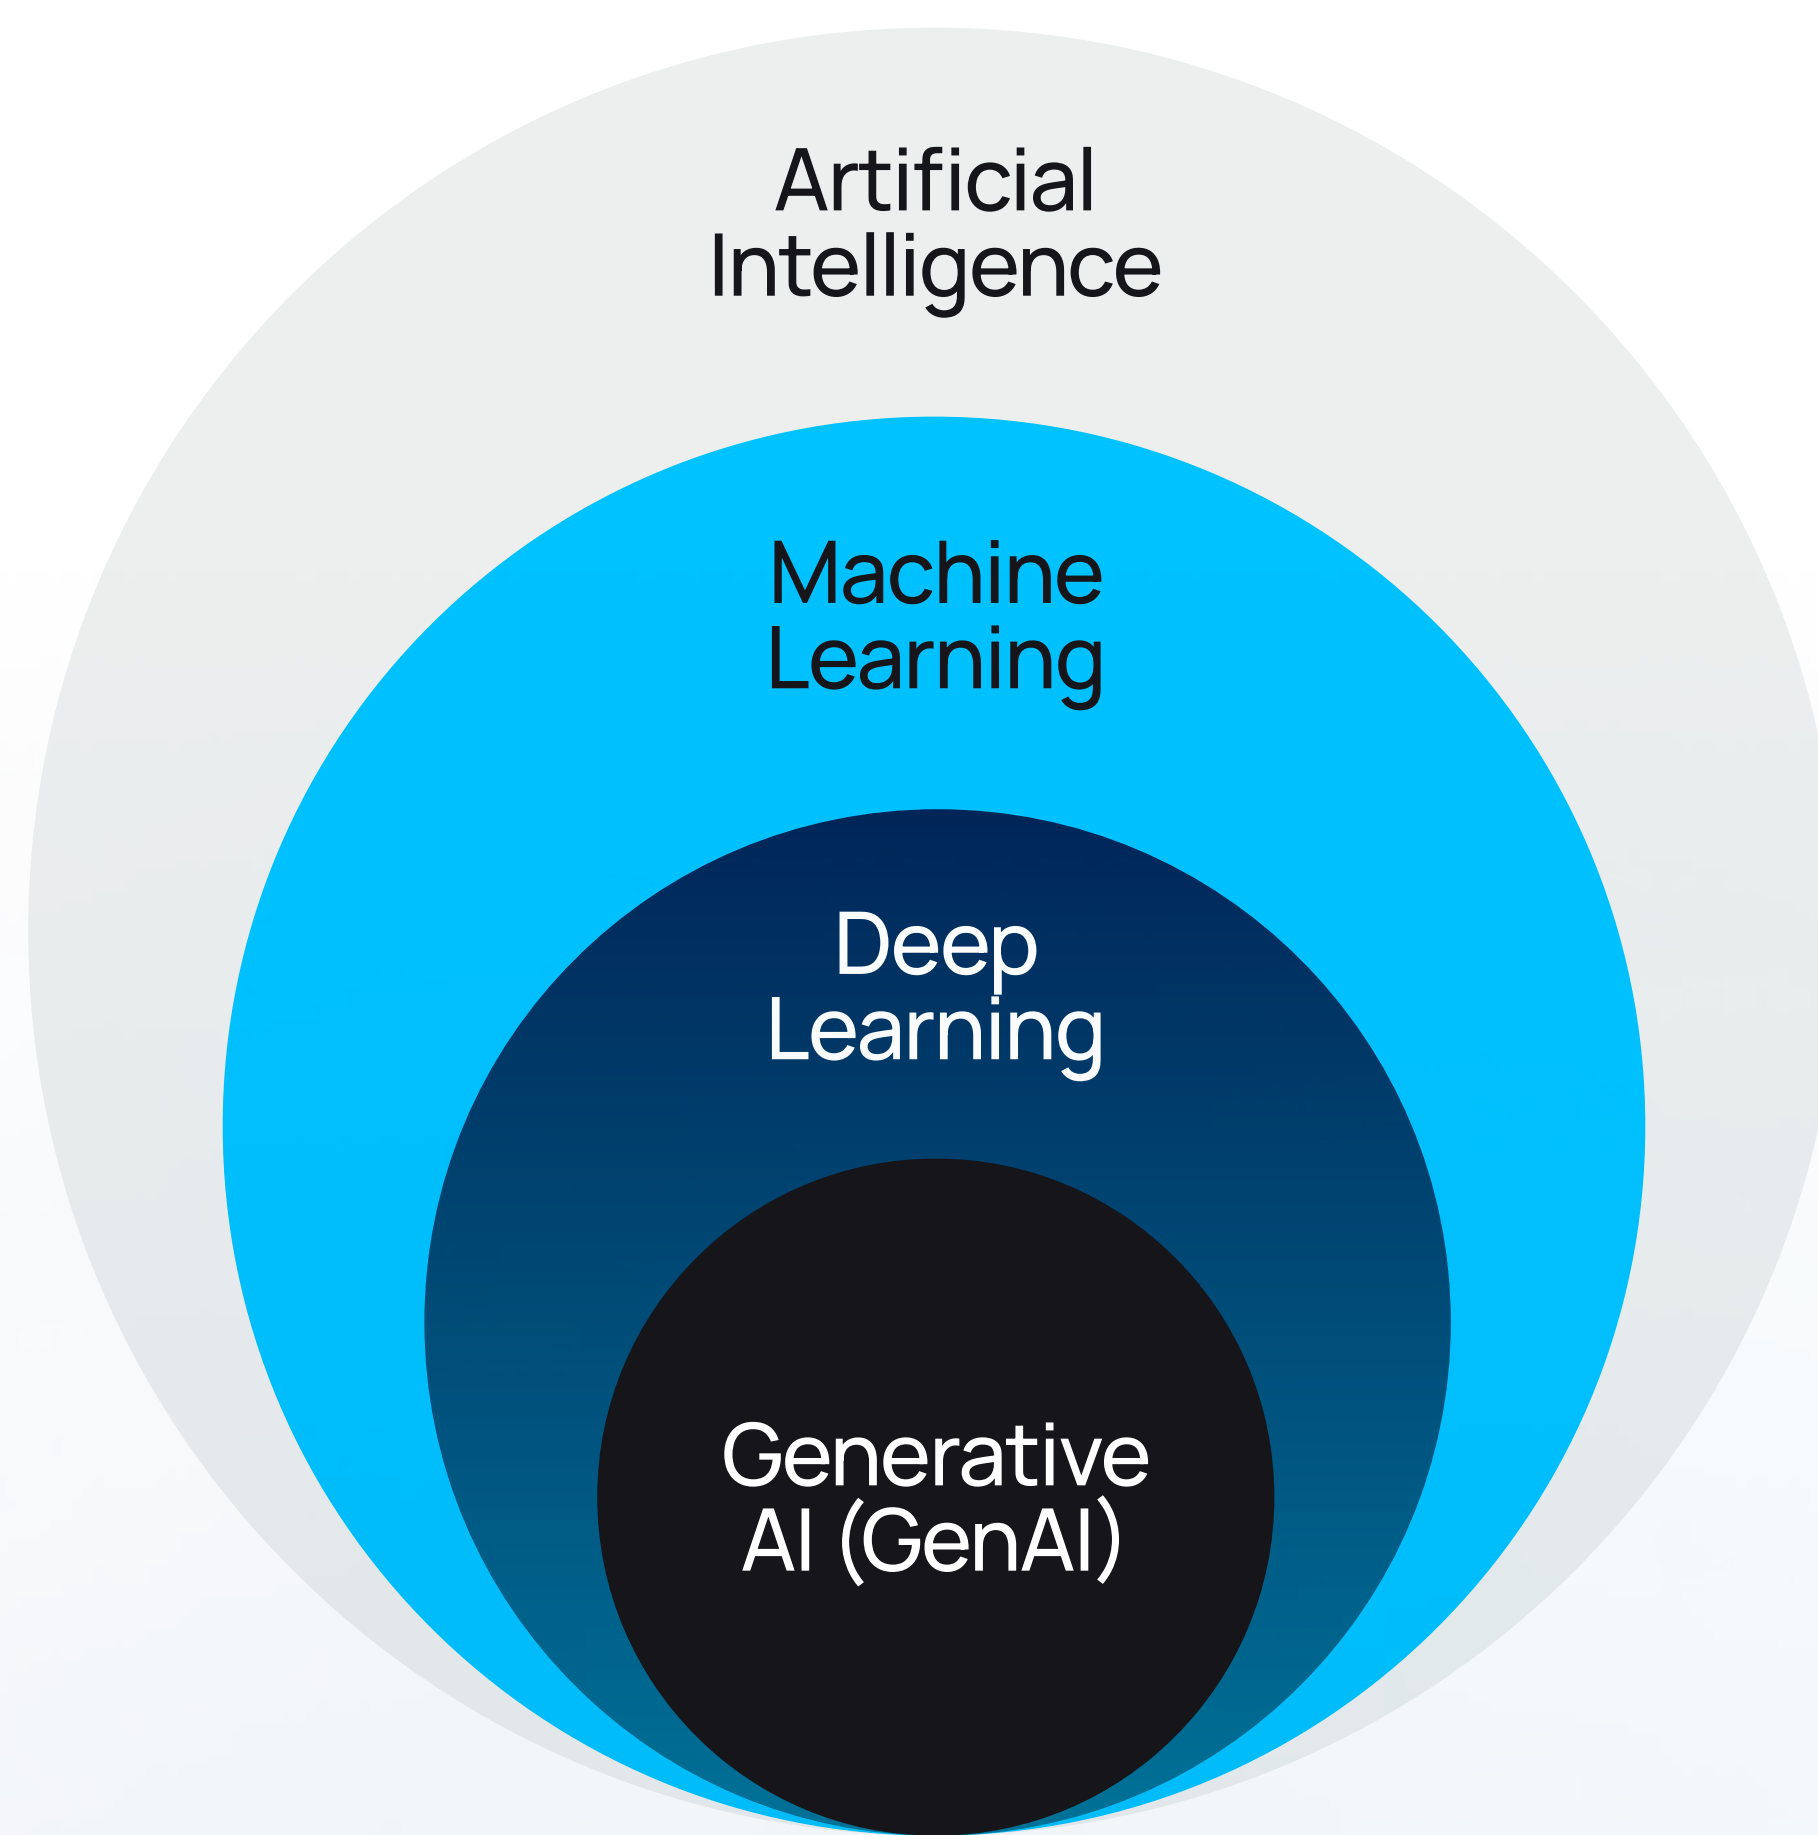 Artificial
Intelligence
Machine
Learning
Deep
Learning
Generative
AI (GenAI)